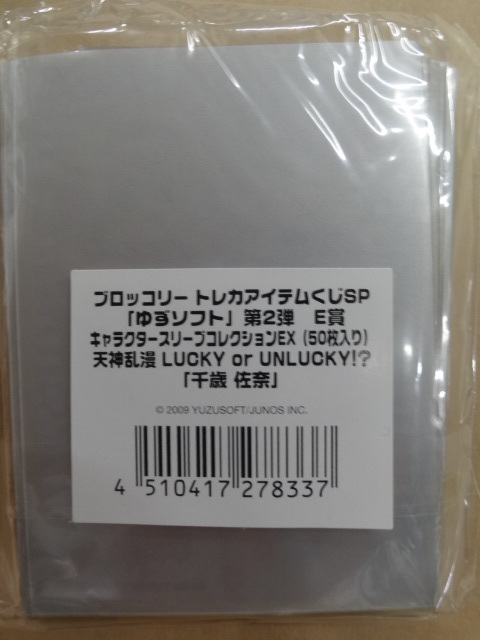 ブロッコリー トレカアイテムくじSP
「ゆずソフト」 第2弾 E賞
キャラクタースリーブコレクションEX (50枚入り)
天神乱漫 LUCKY or UNLUCKY!?
「千歳 佐奈」
© 2009 YUZUSOFT/JUNOS INC.
4 510417 278337